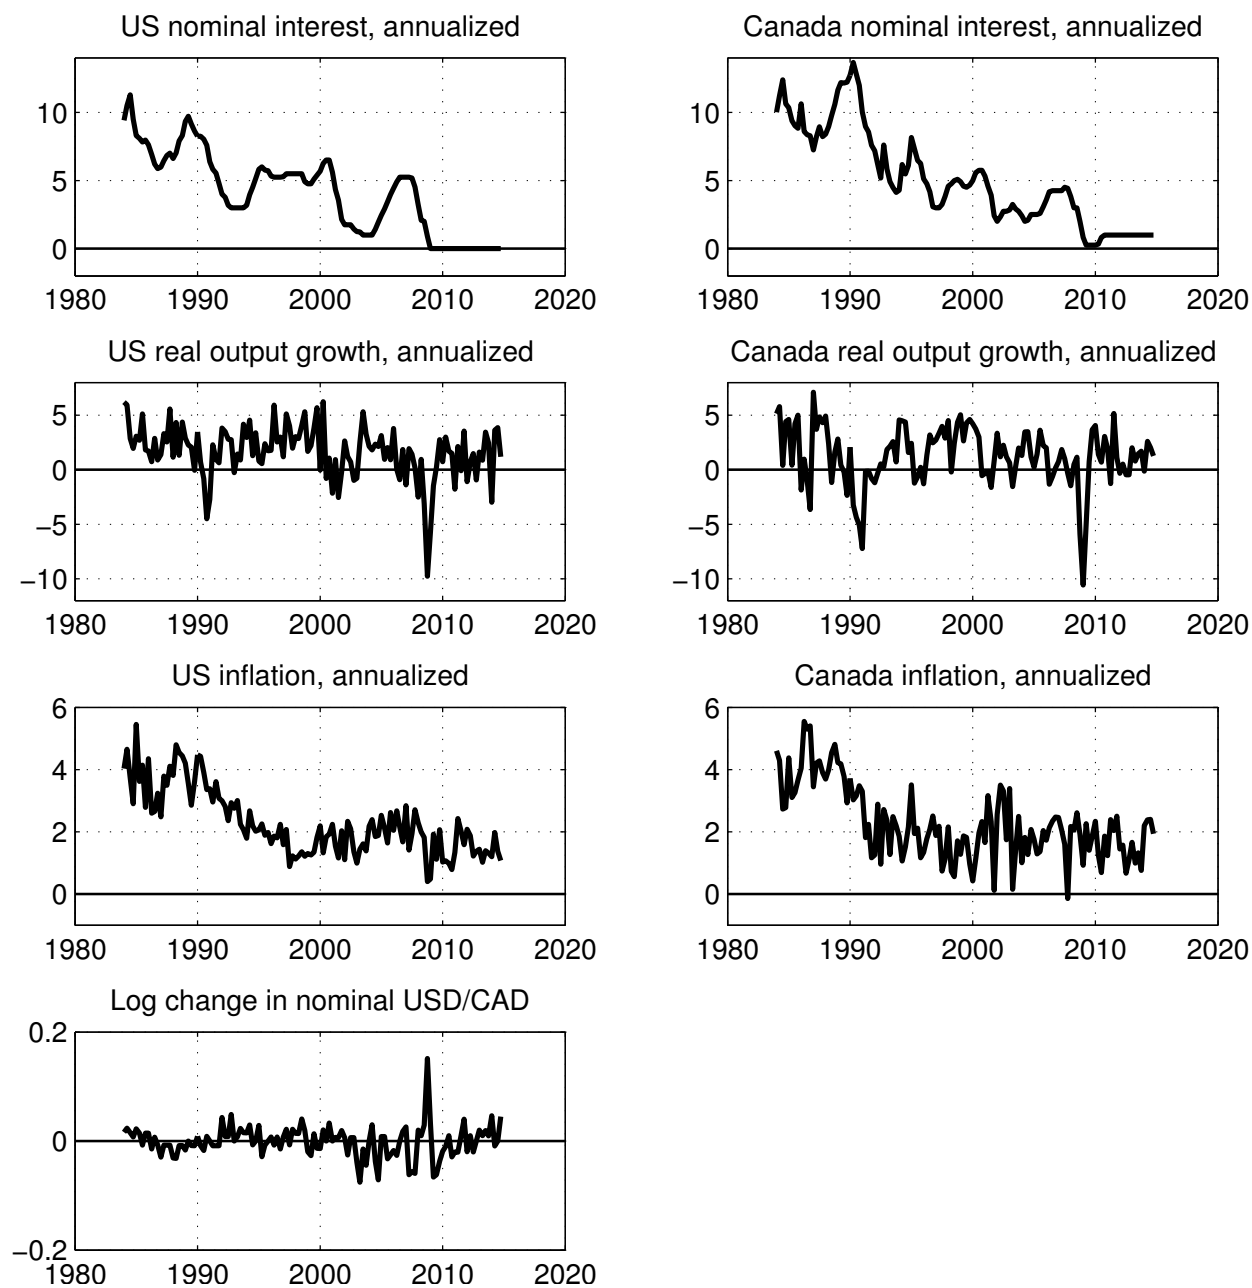 US nominal interest, annualized
10
5
0
1980 1990 2000 2010 2020
Canada nominal interest, annualized
10
5
0
1980 1990 2000 2010 2020
US real output growth, annualized
5
0
−5
−10
1980 1990 2000 2010 2020
Canada real output growth, annualized
5
0
−5
−10
1980 1990 2000 2010 2020
US inflation, annualized
6
4
2
0
1980 1990 2000 2010 2020
Canada inflation, annualized
6
4
2
0
1980 1990 2000 2010 2020
Log change in nominal USD/CAD
0.2
0
−0.2
1980 1990 2000 2010 2020